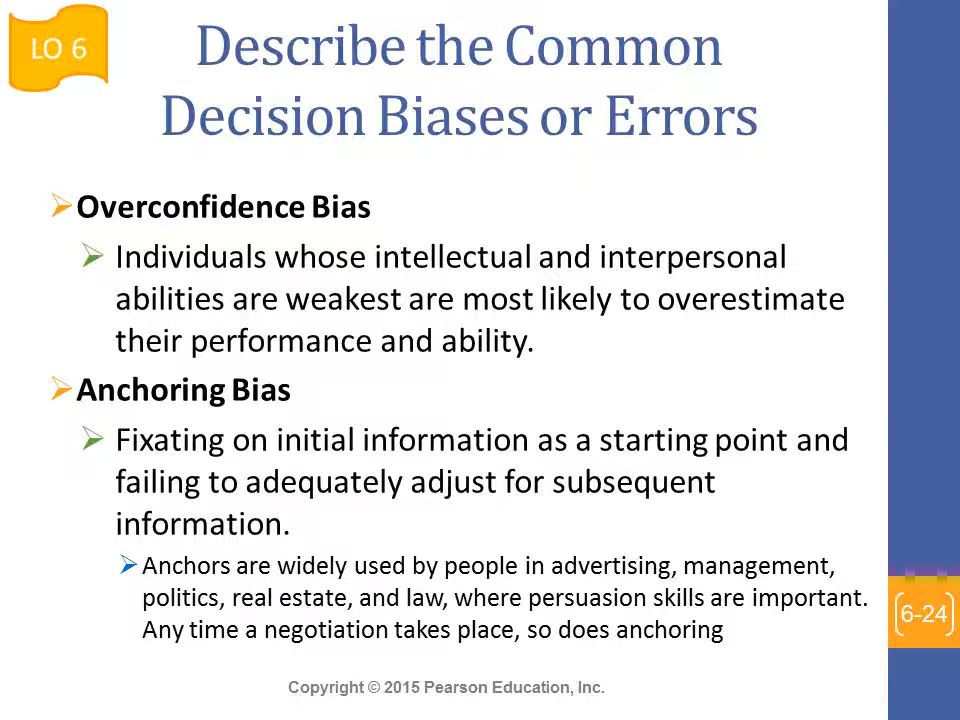 LO 6
Describe the Common
Decision Biases or Errors
Overconfidence Bias
Individuals whose intellectual and interpersonal
abilities are weakest are most likely to overestimate
their performance and ability.
Anchoring Bias
Fixating on initial information as a starting point and
failing to adequately adjust for subsequent
information.
Anchors are widely used by people in advertising, management,
politics, real estate, and law, where persuasion skills are important.
Any time a negotiation takes place, so does anchoring
6-24
Copyright © 2015 Pearson Education, Inc.